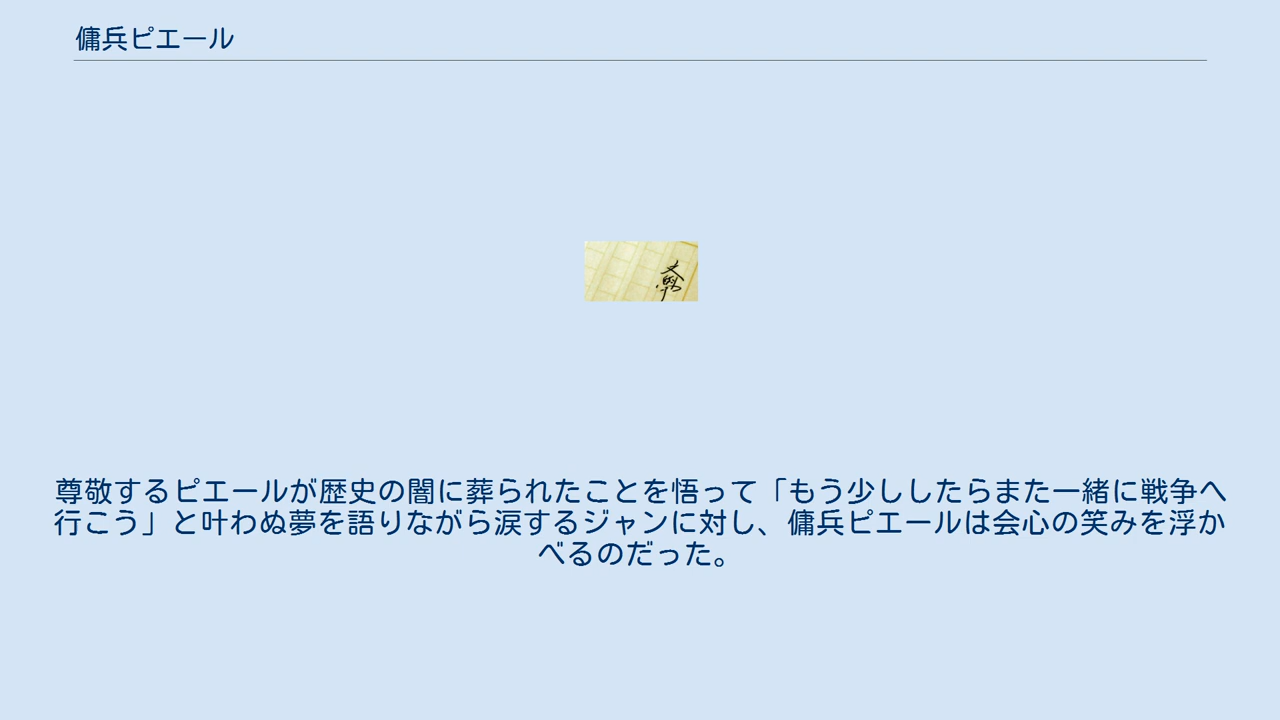 傭兵ピエール
尊敬するピエールが歴史の闇に葬られたことを悟って「もう少ししたらまた一緒に戦争へ
行こう」と叶わぬ夢を語りながら涙するジャンに対し、傭兵ピエールは会心の笑みを浮か
べるのだった。